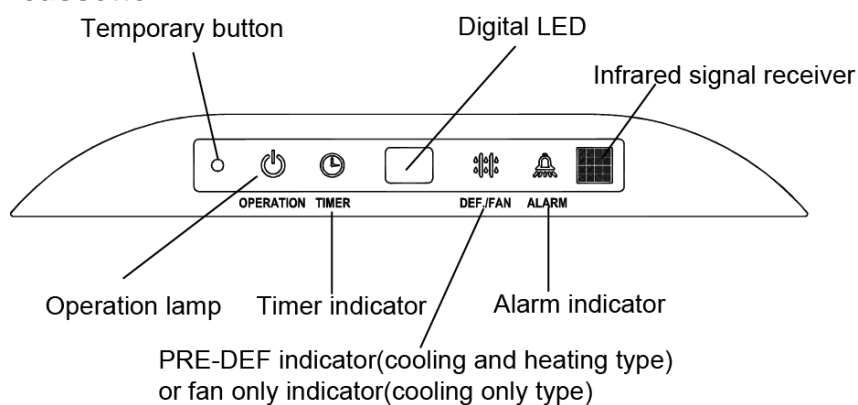 Temporary button
Digital LED
Infrared signal receiver
OPERATION TIMER
DEF./FAN ALARM
Operation lamp
Timer indicator
Alarm indicator
PRE-DEF indicator(cooling and heating type)
or fan only indicator(cooling only type)